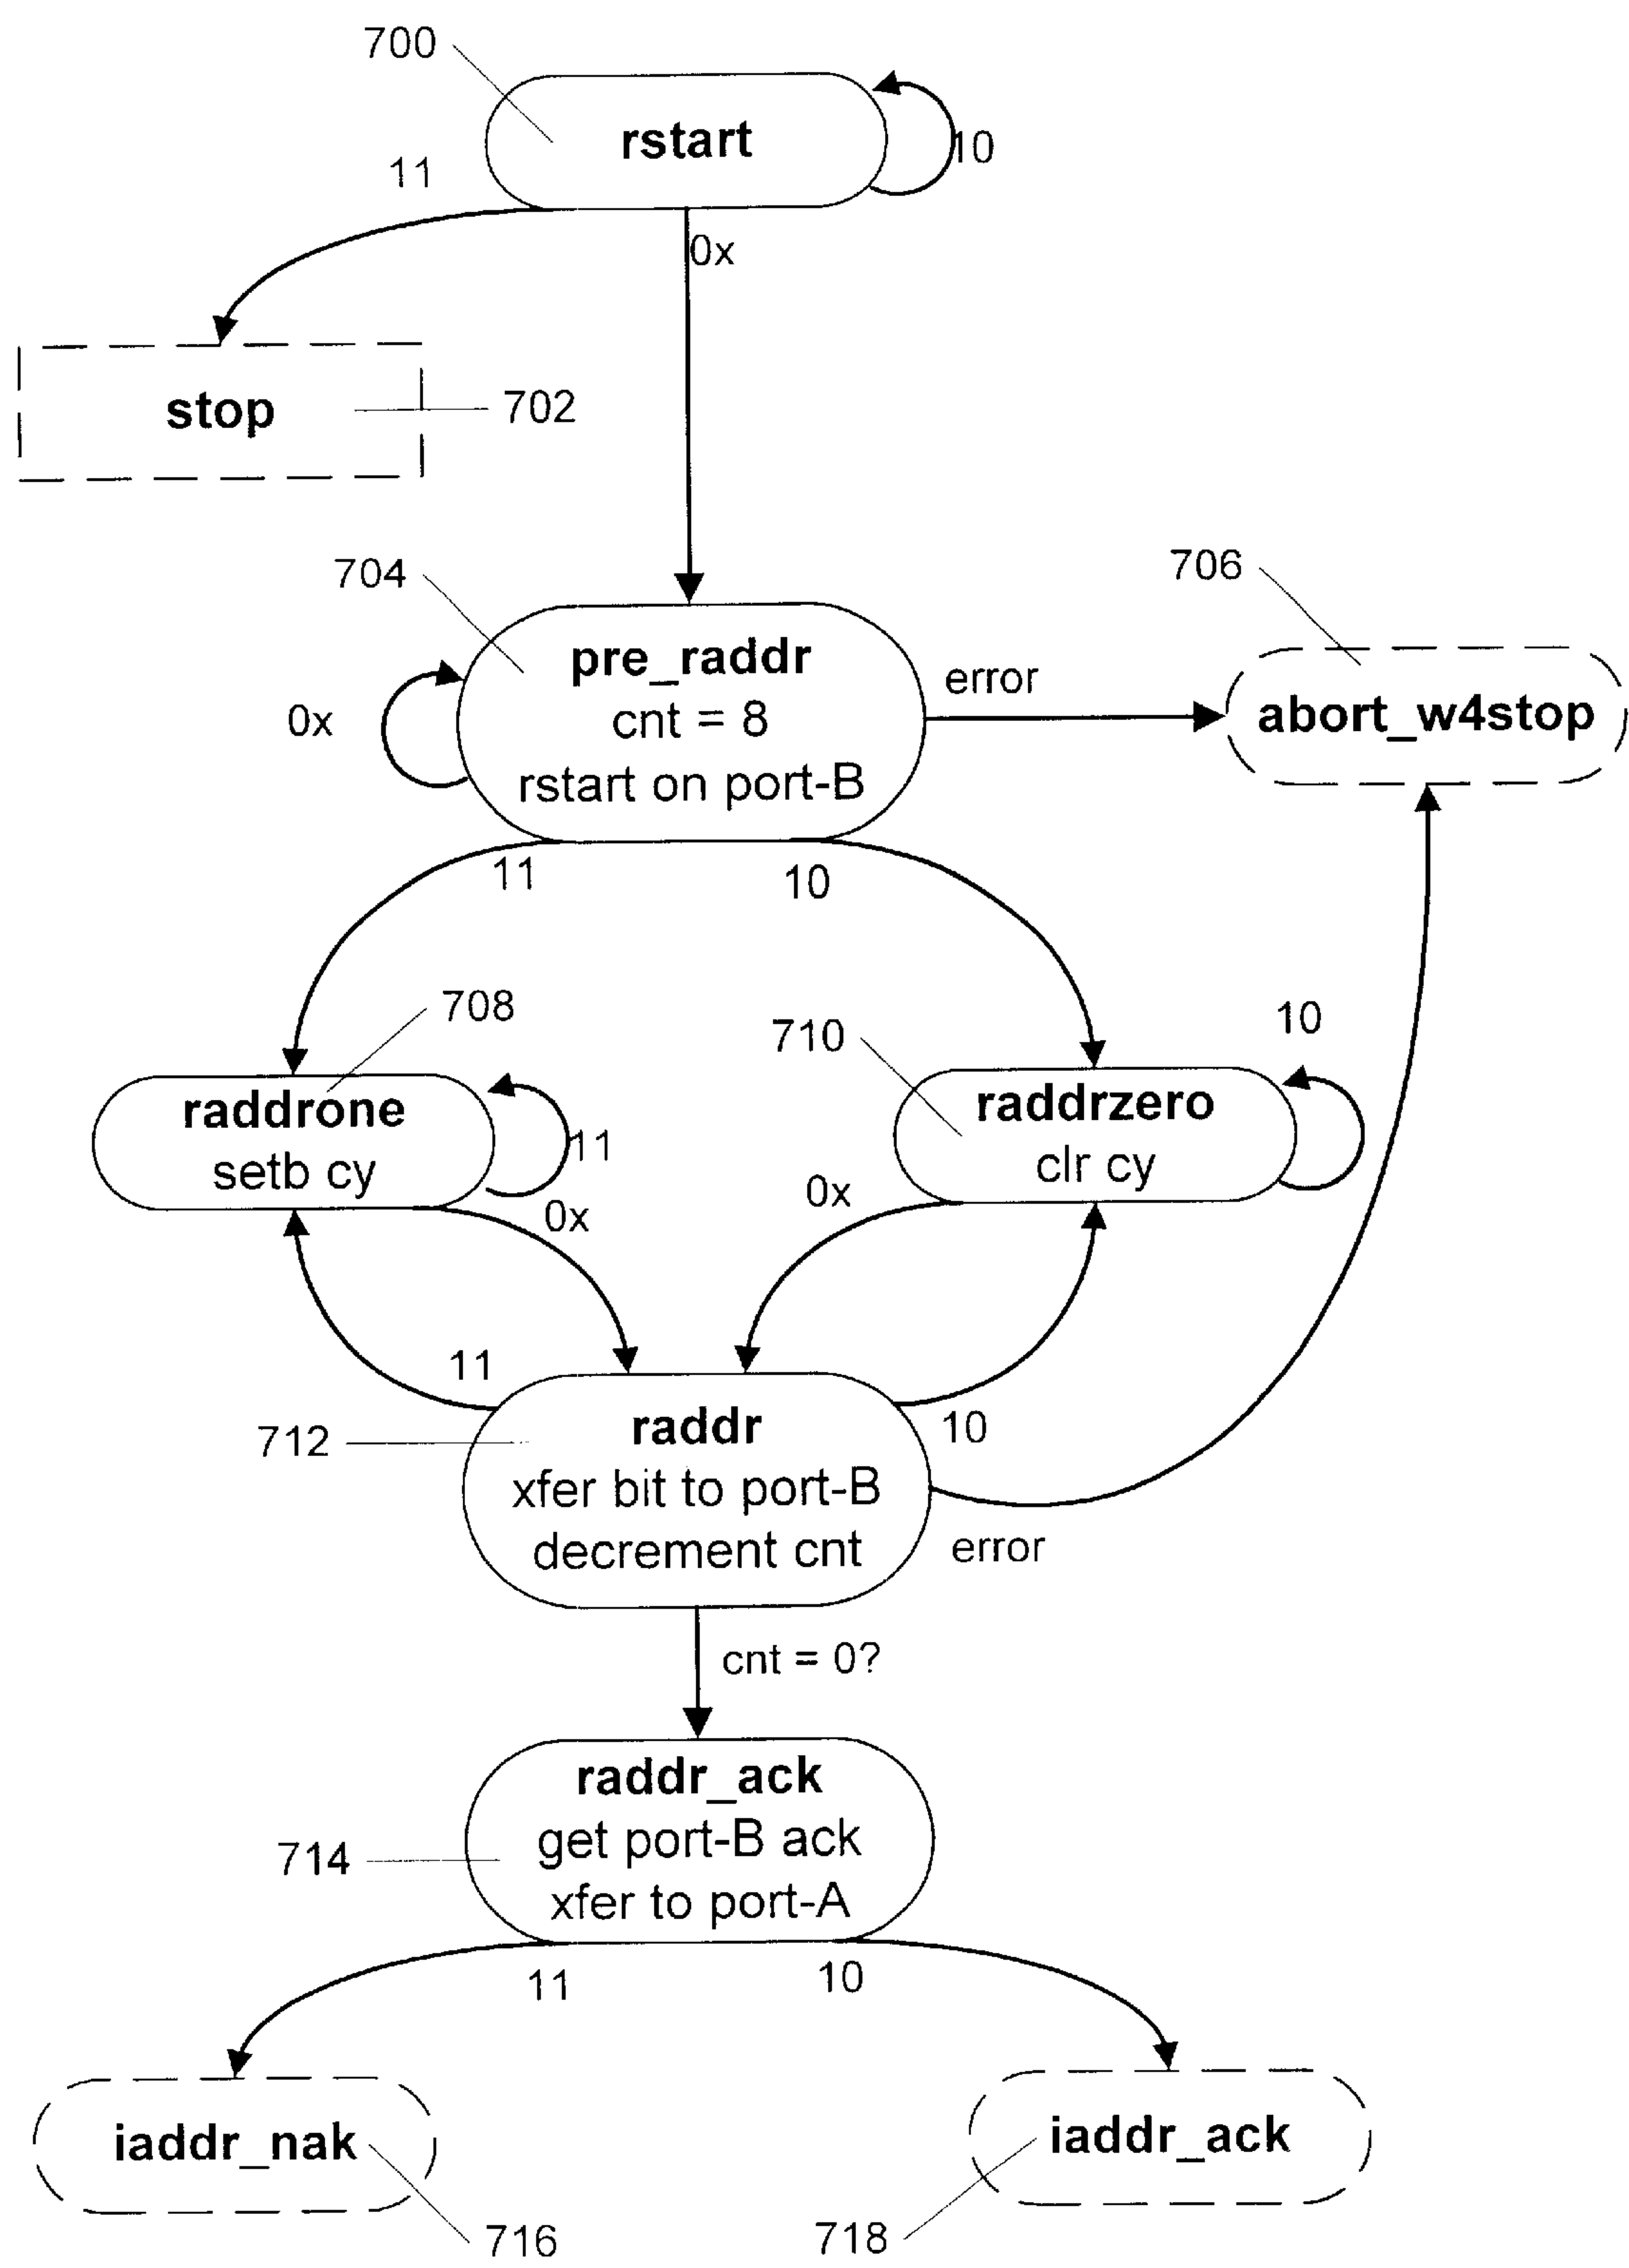 700
rstart
10
11
0x
stop
702
704
706
pre_raddr
cnt = 8
rstart on port-B
0x
error
abort_w4stop
11
10
708
710
10
raddrone
setb cy
11
raddrzero
clr cy
0x
0x
11
10
712
raddr
xfer bit to port-B
decrement cnt
error
cnt = 0?
raddr_ack
get port-B ack
xfer to port-A
714
11
10
iaddr_nak
iaddr_ack
716
718